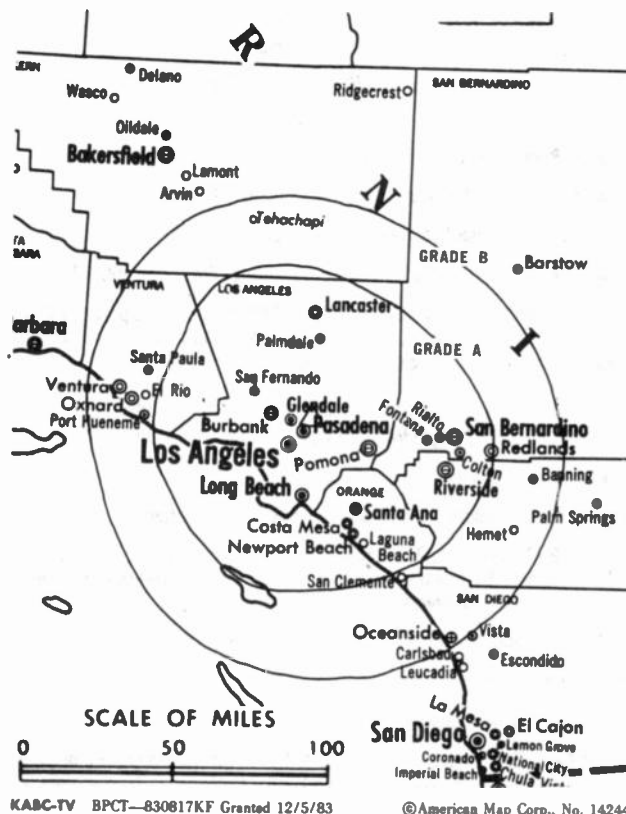 R
ERN
Delano
SAN BERNARDINO
Wasco
Ridgecrest
Oildale
Bakersfield
Lamont
Arvin
N
Tehachapi
GRADE B
TA
BARA
Barstow
VENTURA
LOS ANGELES
Lancaster
I
arbara
Palmdale
GRADE A
Santa Paula
San Fernando
Ventura
El Rio
Oxnard
Port Hueneme
Burbank
Glendale
Pasadena
Fontana
Rialto
San Bernardino
Los Angeles
Pomona
Colton
Redlands
Long Beach
Riverside
Banning
ORANGE
Palm Springs
Santa Ana
Costa Mesa
Newport Beach
Laguna
Beach
Hemet
San Clemente
SAN DIEGO
Oceanside
Vista
Carlsbad
Escondido
Leucadia
SCALE OF MILES
0 50 100
La Mesa
El Cajon
San Diego
Lemon Grove
Coronado
National City
Imperial Beach
Chula Vista
KABC-TV BPCT—830817KF Granted 12/5/83
©American Map Corp., No. 14244